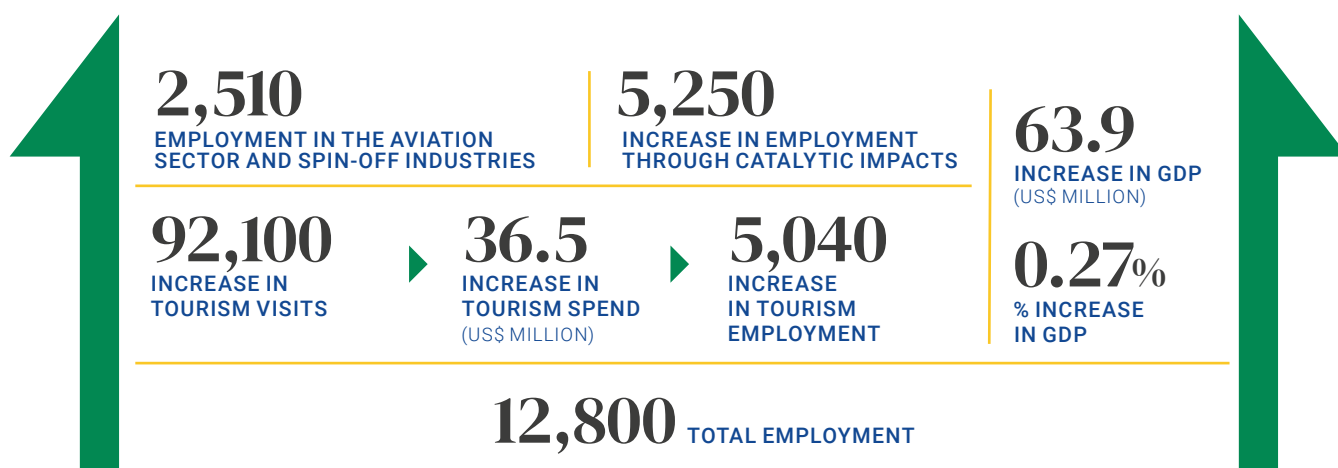 2,510
EMPLOYMENT IN THE AVIATION
SECTOR AND SPIN-OFF INDUSTRIES
5,250
INCREASE IN EMPLOYMENT
THROUGH CATALYTIC IMPACTS
63.9
INCREASE IN GDP
(US$ MILLION)
92,100
INCREASE IN
TOURISM VISITS
36.5
INCREASE IN
TOURISM SPEND
(US$ MILLION)
5,040
INCREASE
IN TOURISM
EMPLOYMENT
0.27%
% INCREASE
IN GDP
12,800 TOTAL EMPLOYMENT